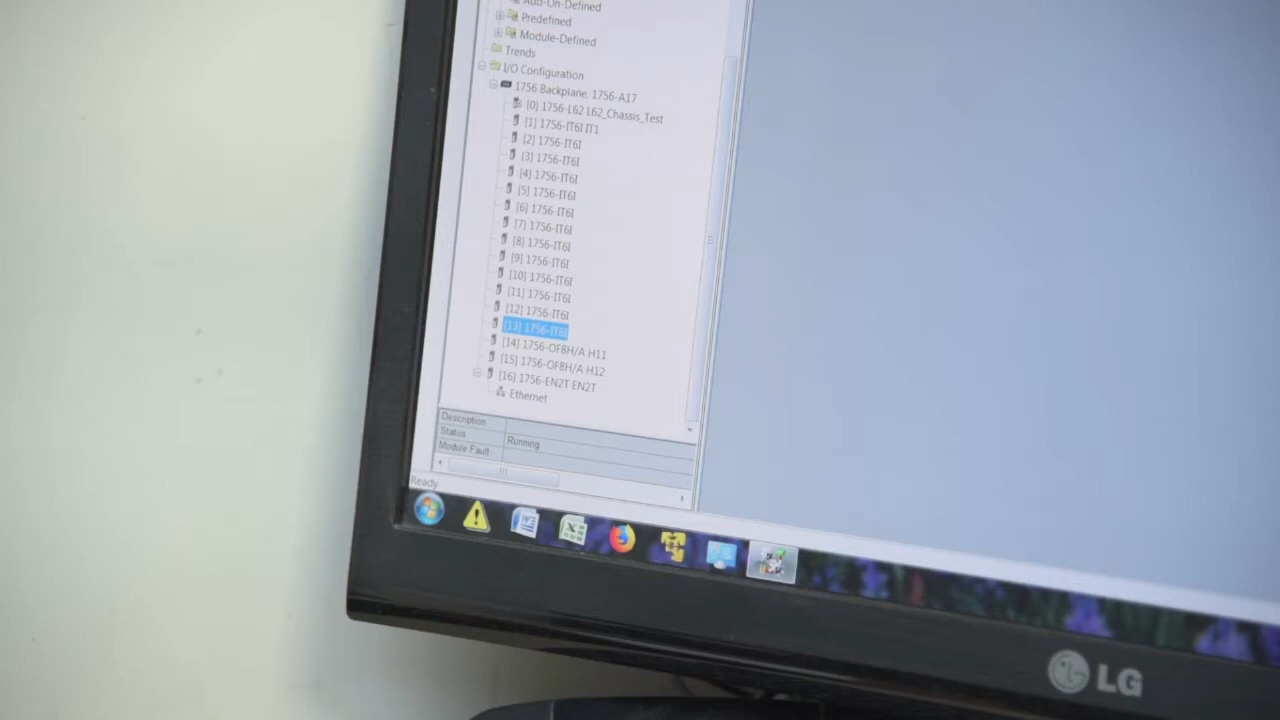 Add-On-Defined
Predefined
Module-Defined
Trends
I/O Configuration
1756 Backplane, 1756-A17
[0] 1756-L62 L62_Chassis_Test
[1] 1756-IT6I IT1
[2] 1756-IT6I
[3] 1756-IT6I
[4] 1756-IT6I
[5] 1756-IT6I
[6] 1756-IT6I
[7] 1756-IT6I
[8] 1756-IT6I
[9] 1756-IT6I
[10] 1756-IT6I
[11] 1756-IT6I
[12] 1756-IT6I
[13] 1756-IT6I
[14] 1756-OF8H/A H11
[15] 1756-OF8H/A H12
[16] 1756-EN2T EN2T
Ethernet
Description
Status Running
Module Fault
Ready
LG